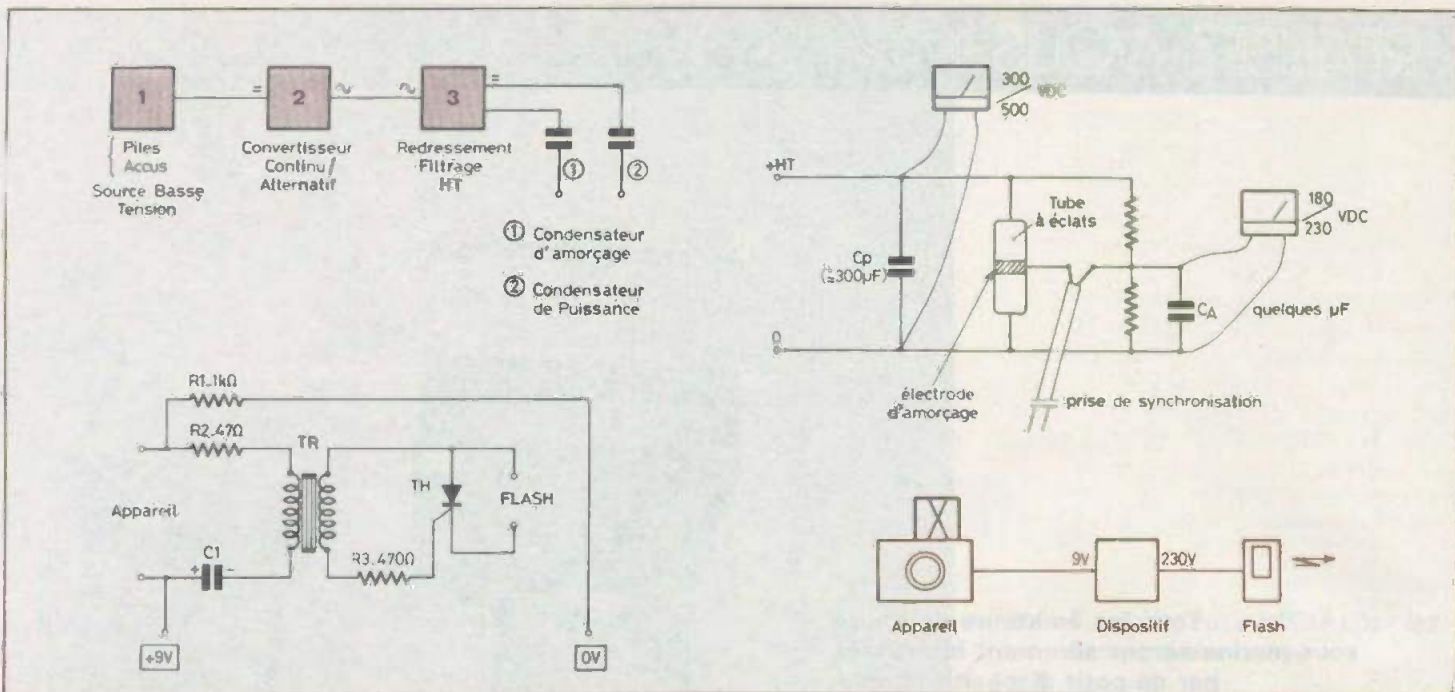 1
2
3
=
~
~
=
Piles
Accus
Source Basse
Tension
Convertisseur
Continu/
Alternatif
Redressement
Filtrage
HT
①
②
① Condensateur
d'amorçage
② Condensateur
de Puissance
300
500
VDC
+HT
Tube
à éclats
180
230
VDC
Cp
(≃300µF)
CA
quelques µF
0
électrode
d'amorçage
prise de synchronisation
R1_1kΩ
R2_47Ω
TR
TH
FLASH
Appareil
C1
+
-
R3_470Ω
+9V
0V
9V
230V
Appareil
Dispositif
Flash